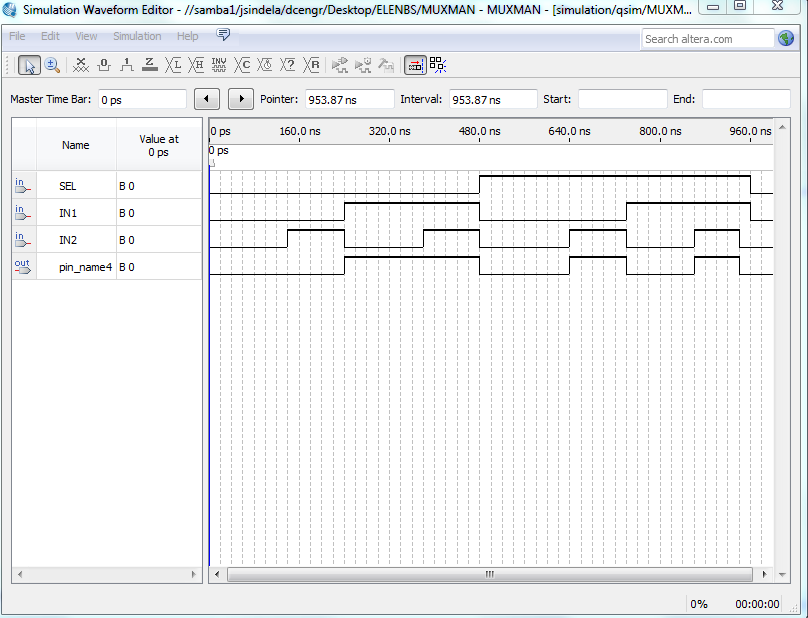 Simulation Waveform Editor - //samba1/jsindela/dcengr/Desktop/ELENBS/MUXMAN - MUXMAN - [simulation/qsim/MUXM...
File Edit View Simulation Help
Search altera.com
0 1 Z L H INV C ? R
Master Time Bar: 0 ps Pointer: 953.87 ns Interval: 953.87 ns Start: End:
Name Value at 0 ps
0 ps 160.0 ns 320.0 ns 480.0 ns 640.0 ns 800.0 ns 960.0 ns
0 ps
in SEL B 0
in IN1 B 0
in IN2 B 0
out pin_name4 B 0
0% 00:00:00